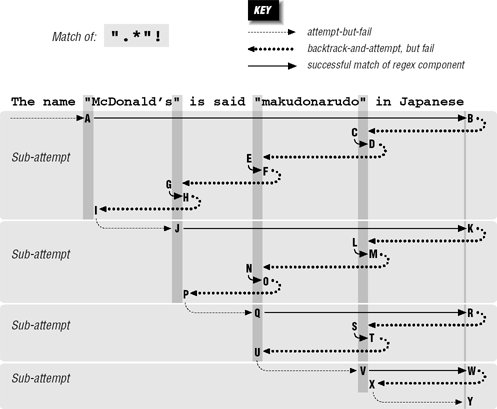 KEY
Match of: ".*"!
attempt-but-fail
backtrack-and-attempt, but fail
successful match of regex component
The name "McDonald's" is said "makudonarudo" in Japanese
A B
C
Sub-attempt D
E
F
G
H
I
J K
Sub-attempt L
M
N
O
P
Q R
Sub-attempt S
T
U
V W
Sub-attempt X
Y